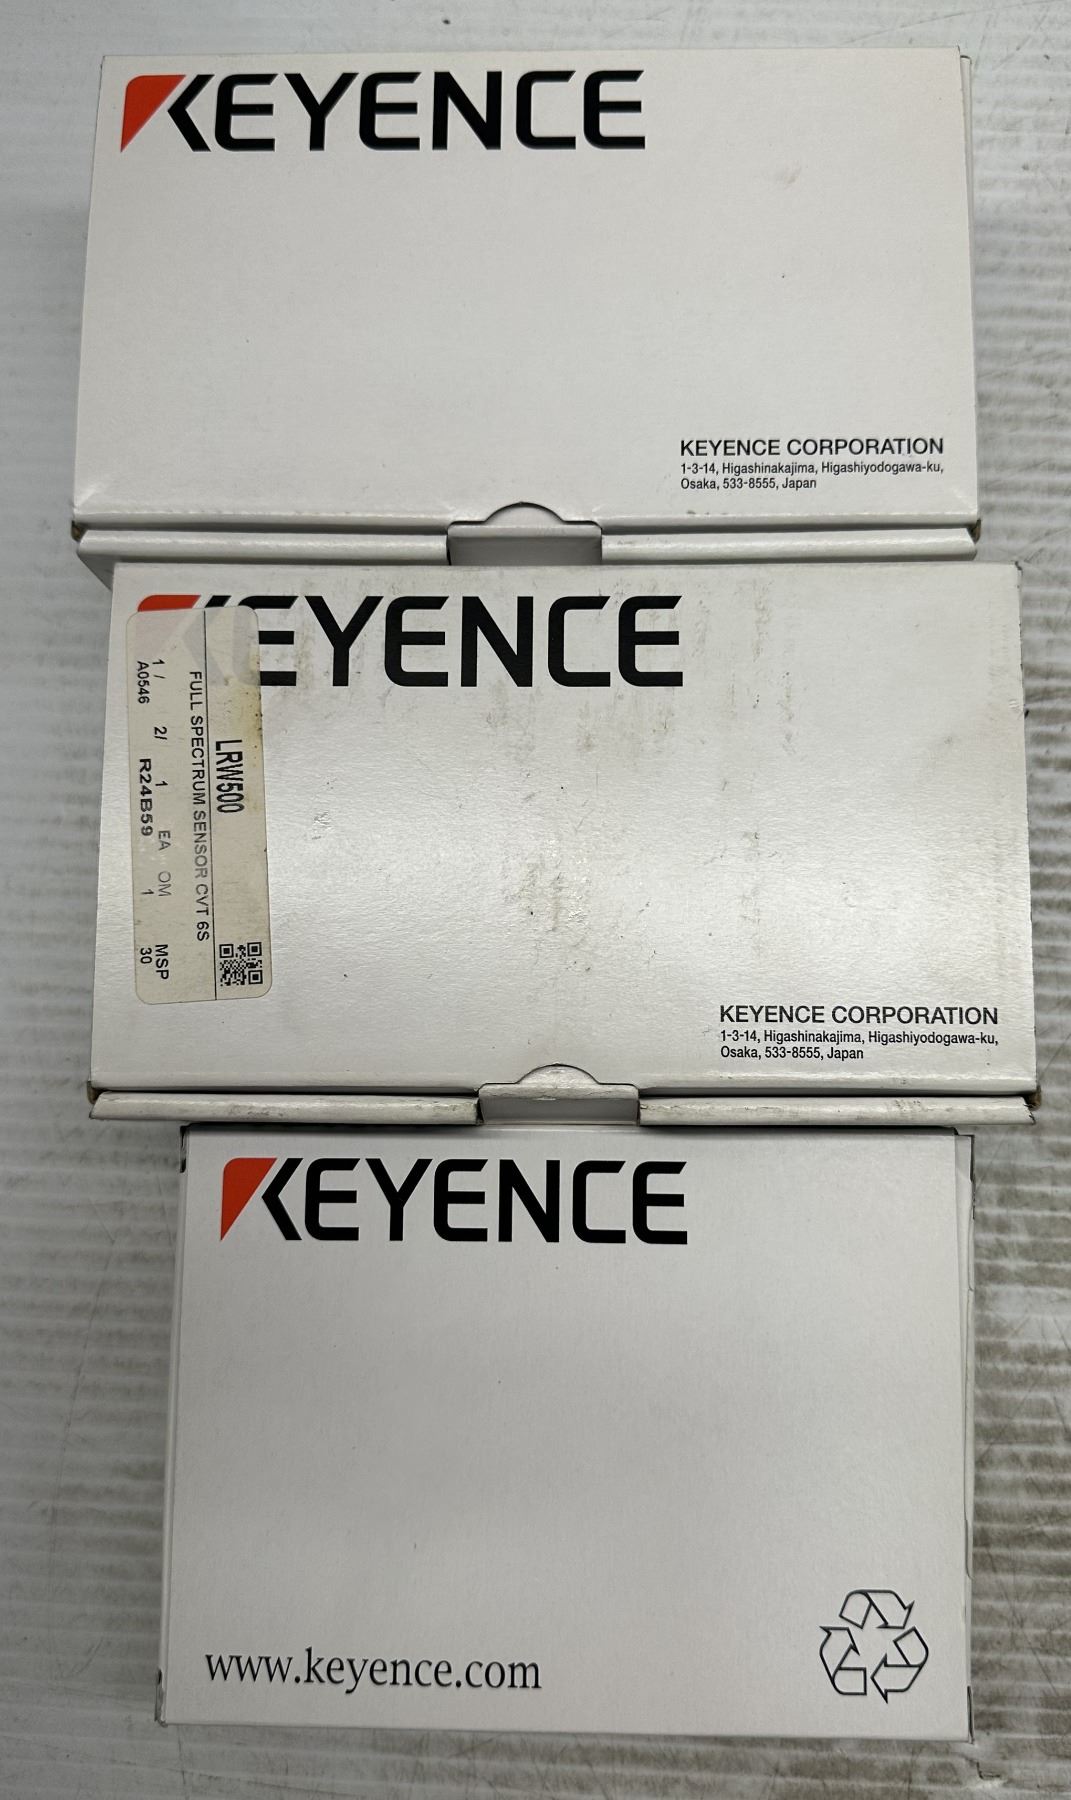 KEYENCE
KEYENCE CORPORATION
1-3-14, Higashinakajima, Higashiyodogawa-ku,
Osaka, 533-8555, Japan
KEYENCE
LRW500
FULL SPECTRUM SENSOR CVT 6S
1 / 2/ 1 EA OM MSP
A0546 R24B59 1 30
KEYENCE CORPORATION
1-3-14, Higashinakajima, Higashiyodogawa-ku,
Osaka, 533-8555, Japan
KEYENCE
www.keyence.com